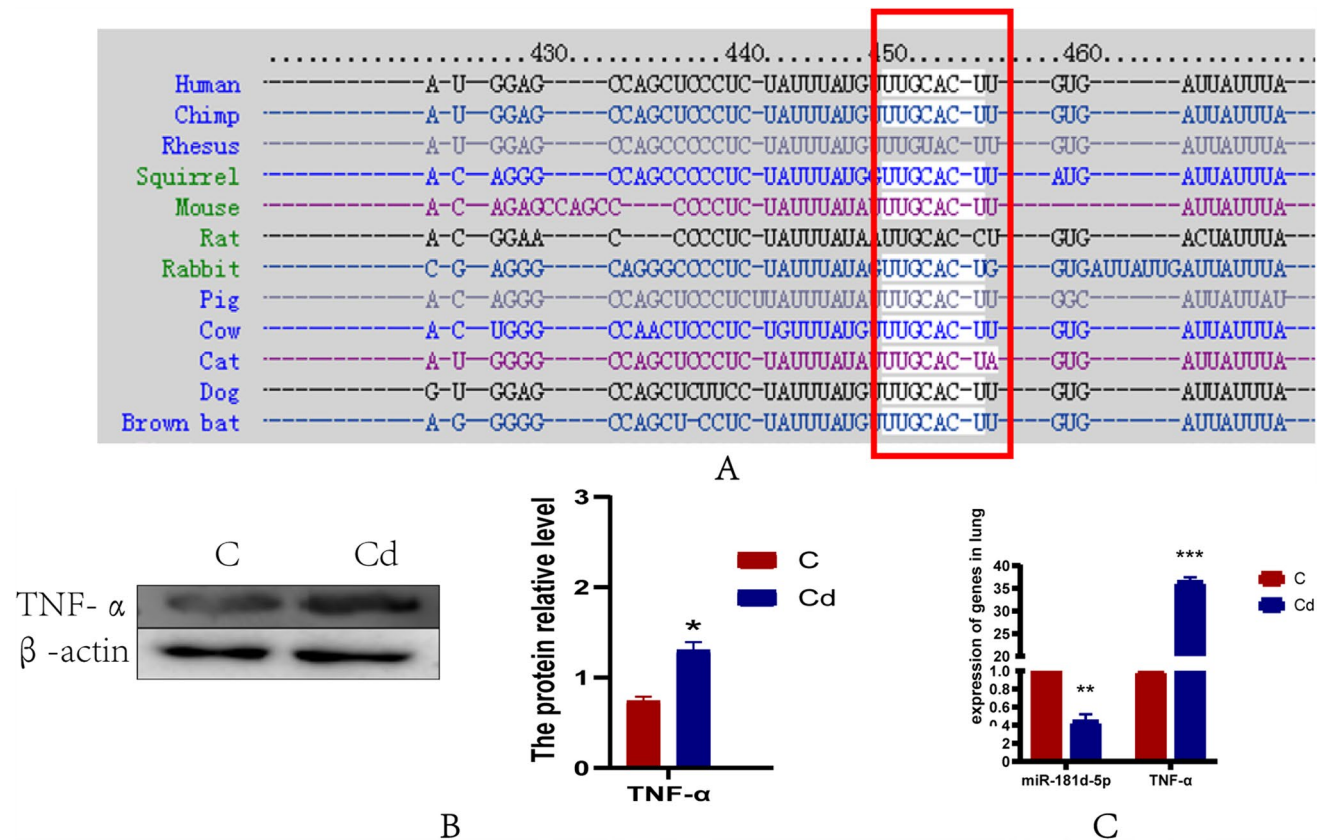 ..............430.........440.......450.........460............
Human -----------------A-U--GGAG-----CCAGCUCCCUC-UAUUUAUGUUUGCAC-UU----GUG-------AUUAUUUA--
Chimp -----------------A-U--GGAG-----CCAGCUCCCUC-UAUUUAUGUUUGCAC-UU----GUG-------AUUAUUUA--
Rhesus -----------------A-U--GGAG-----CCAGCCCCCUC-UAUUUAUGUUUGUAC-UU----GUG-------AUUAUUUA--
Squirrel -----------------A-C--AGGG-----CCAGCCCCCUC-UAUUUAUGGUUGCAC-UU----AUG-------AUUAUUUA--
Mouse -----------------A-C--AGAGCCAGCC----CCCCUC-UAUUUAUAUUUGCAC-UU--------------AUUAUUUA--
Rat -----------------A-C--GGAA-----C----CCCCUC-UAUUUAUAAUUGCAC-CU----GUG-------ACUAUUUA--
Rabbit -----------------C-G--AGGG-----CAGGGCCCCUC-UAUUUAUAGUUGCAC-UG----GUGAUUAUUGAUUAUUUA--
Pig -----------------A-C--AGGG-----CCAGCUCCCUCUUAUUUAUAUUUGCAC-UU----GGC-------AUUAUUAU--
Cow -----------------A-C--UGGG-----CCAACUCCCUC-UGUUUAUGUUUGCAC-UU----GUG-------AUUAUUUA--
Cat -----------------A-U--GGGG-----CCAGCUCCCUC-UAUUUAUAUUUGCAC-UA----GUG-------AUUAUUUA--
Dog -----------------G-U--GGAG-----CCAGCUCUUCC-UAUUUAUGUUUGCAC-UU----GUG-------AUUAUUUA--
Brown bat -----------------A-G--GGGG-----CCAGCU-CCUC-UAUUUAUGUUUGCAC-UU----GUG-------AUUAUUUA--
A
C Cd
TNF- α
β -actin
The protein relative level
3
2
1
0
C
Cd
*
TNF-α
B
expression of genes in lung
40
35
30
25
20
1.0
0.8
0.6
0.4
2
0
**
***
C
Cd
miR-181d-5p TNF-α
C